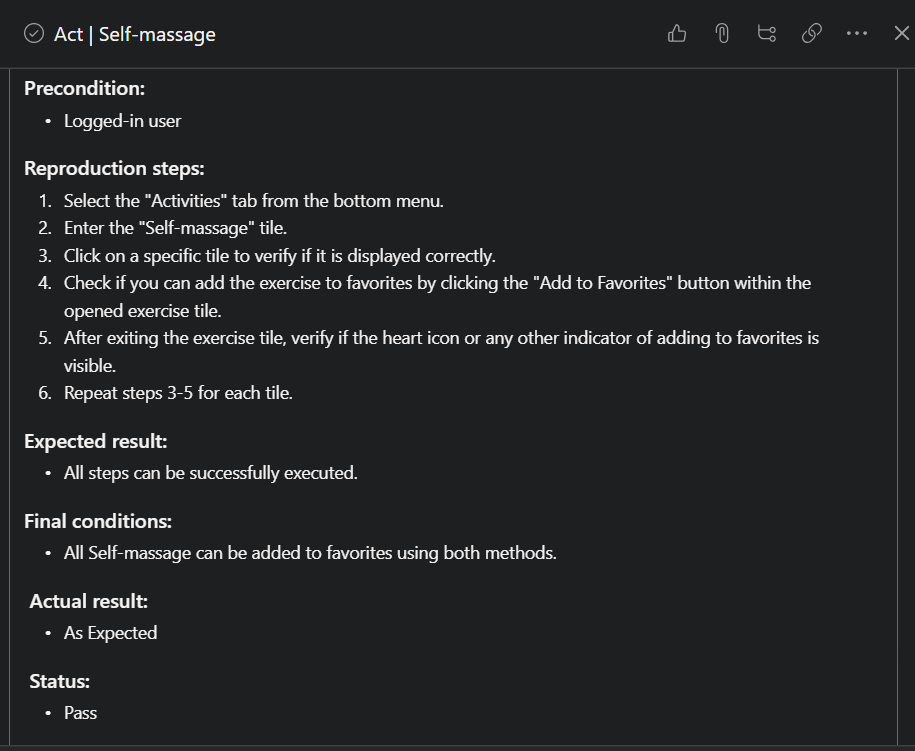 Act | Self-massage
Precondition:
• Logged-in user
Reproduction steps:
1. Select the "Activities" tab from the bottom menu.
2. Enter the "Self-massage" tile.
3. Click on a specific tile to verify if it is displayed correctly.
4. Check if you can add the exercise to favorites by clicking the "Add to Favorites" button within the
opened exercise tile.
5. After exiting the exercise tile, verify if the heart icon or any other indicator of adding to favorites is
visible.
6. Repeat steps 3-5 for each tile.
Expected result:
• All steps can be successfully executed.
Final conditions:
• All Self-massage can be added to favorites using both methods.
Actual result:
• As Expected
Status:
• Pass